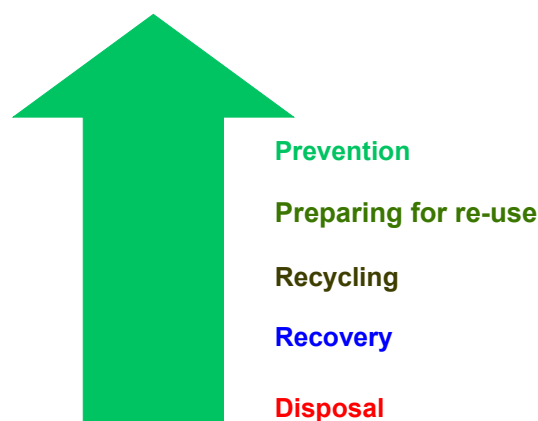 Prevention
Preparing for re-use
Recycling
Recovery
Disposal